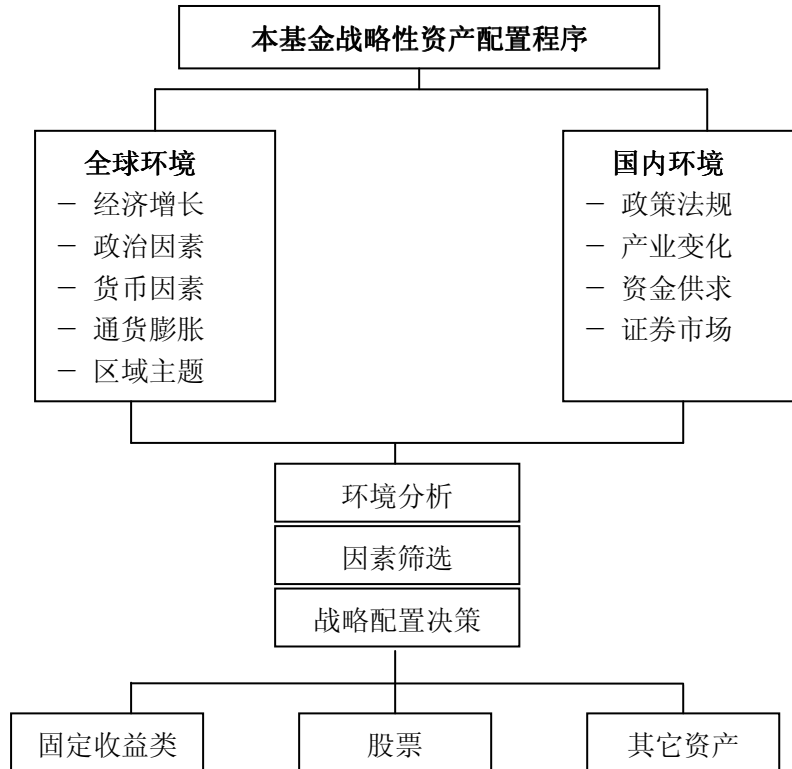 本基金战略性资产配置程序
全球环境
– 经济增长
– 政治因素
– 货币因素
– 通货膨胀
– 区域主题
国内环境
– 政策法规
– 产业变化
– 资金供求
– 证券市场
环境分析
因素筛选
战略配置决策
固定收益类
股票
其它资产